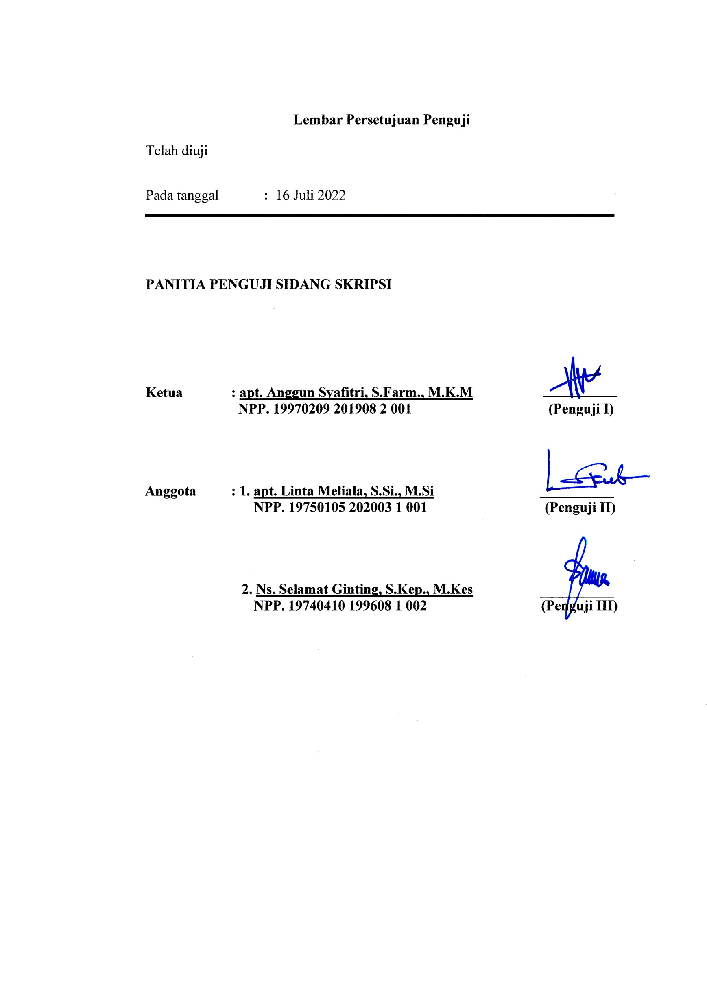 Lembar Persetujuan Penguji
Telah diuji
Pada tanggal : 16 Juli 2022
PANITIA PENGUJI SIDANG SKRIPSI
Ketua : apt. Anggun Syafitri, S.Farm., M.K.M
NPP. 19970209 201908 2 001 (Penguji I)
Anggota : 1. apt. Linta Meliala, S.Si., M.Si
NPP. 19750105 202003 1 001 (Penguji II)
2. Ns. Selamat Ginting, S.Kep., M.Kes
NPP. 19740410 199608 1 002 (Penguji III)